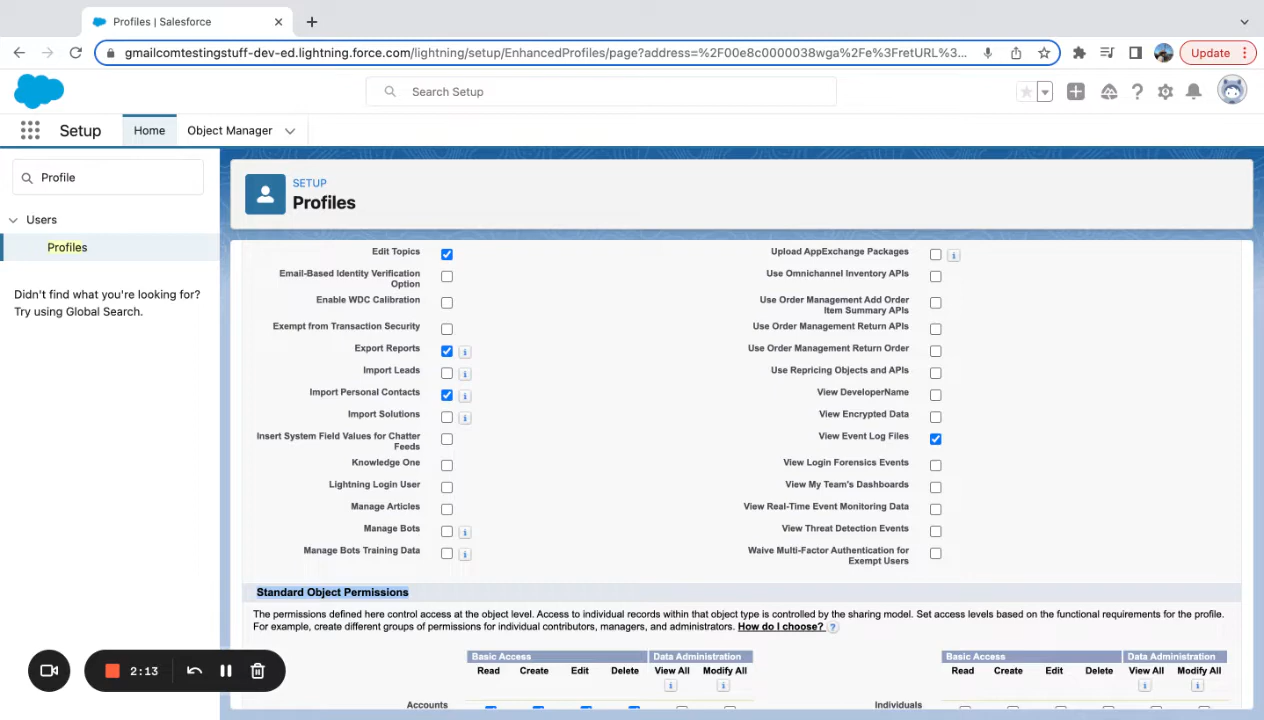 Profiles | Salesforce
gmailcomtestingstuff-dev-ed.lightning.force.com/lightning/setup/EnhancedProfiles/page?address=%2F00e8c0000038wga%2Fe%3FretURL%3...
Update
Search Setup
Setup
Home
Object Manager
Profile
Users
Profiles
Didn't find what you're looking for?
Try using Global Search.
SETUP
Profiles
Edit Topics
Upload AppExchange Packages
Email-Based Identity Verification
Option
Use Omnichannel Inventory APIs
Enable WDC Calibration
Use Order Management Add Order
Item Summary APIs
Exempt from Transaction Security
Use Order Management Return APIs
Export Reports
Use Order Management Return Order
Import Leads
Use Repricing Objects and APIs
Import Personal Contacts
View DeveloperName
Import Solutions
View Encrypted Data
Insert System Field Values for Chatter
Feeds
View Event Log Files
Knowledge One
View Login Forensics Events
Lightning Login User
View My Team's Dashboards
Manage Articles
View Real-Time Event Monitoring Data
Manage Bots
View Threat Detection Events
Manage Bots Training Data
Waive Multi-Factor Authentication for
Exempt Users
Standard Object Permissions
The permissions defined here control access at the object level. Access to individual records within that object type is controlled by the sharing model. Set access levels based on the functional requirements for the profile.
For example, create different groups of permissions for individual contributors, managers, and administrators. How do I choose? ?
Basic Access Data Administration
Read Create Edit Delete View All Modify All
Basic Access Data Administration
Read Create Edit Delete View All Modify All
Accounts
Individuals
2:13